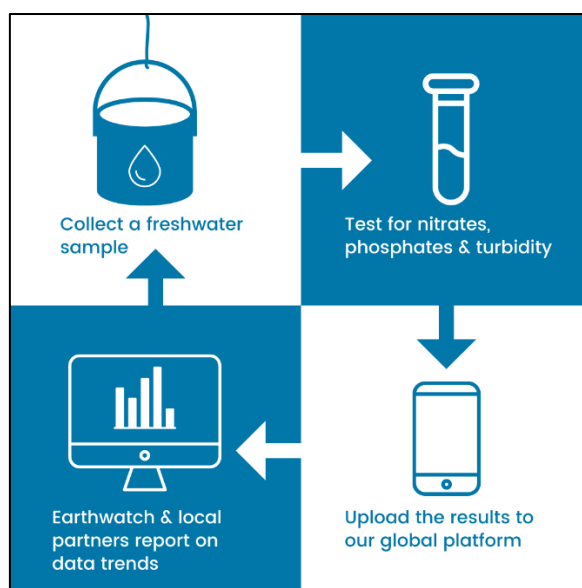 Collect a freshwater
sample
Test for nitrates,
phosphates & turbidity
Earthwatch & local
partners report on
data trends
Upload the results to
our global platform